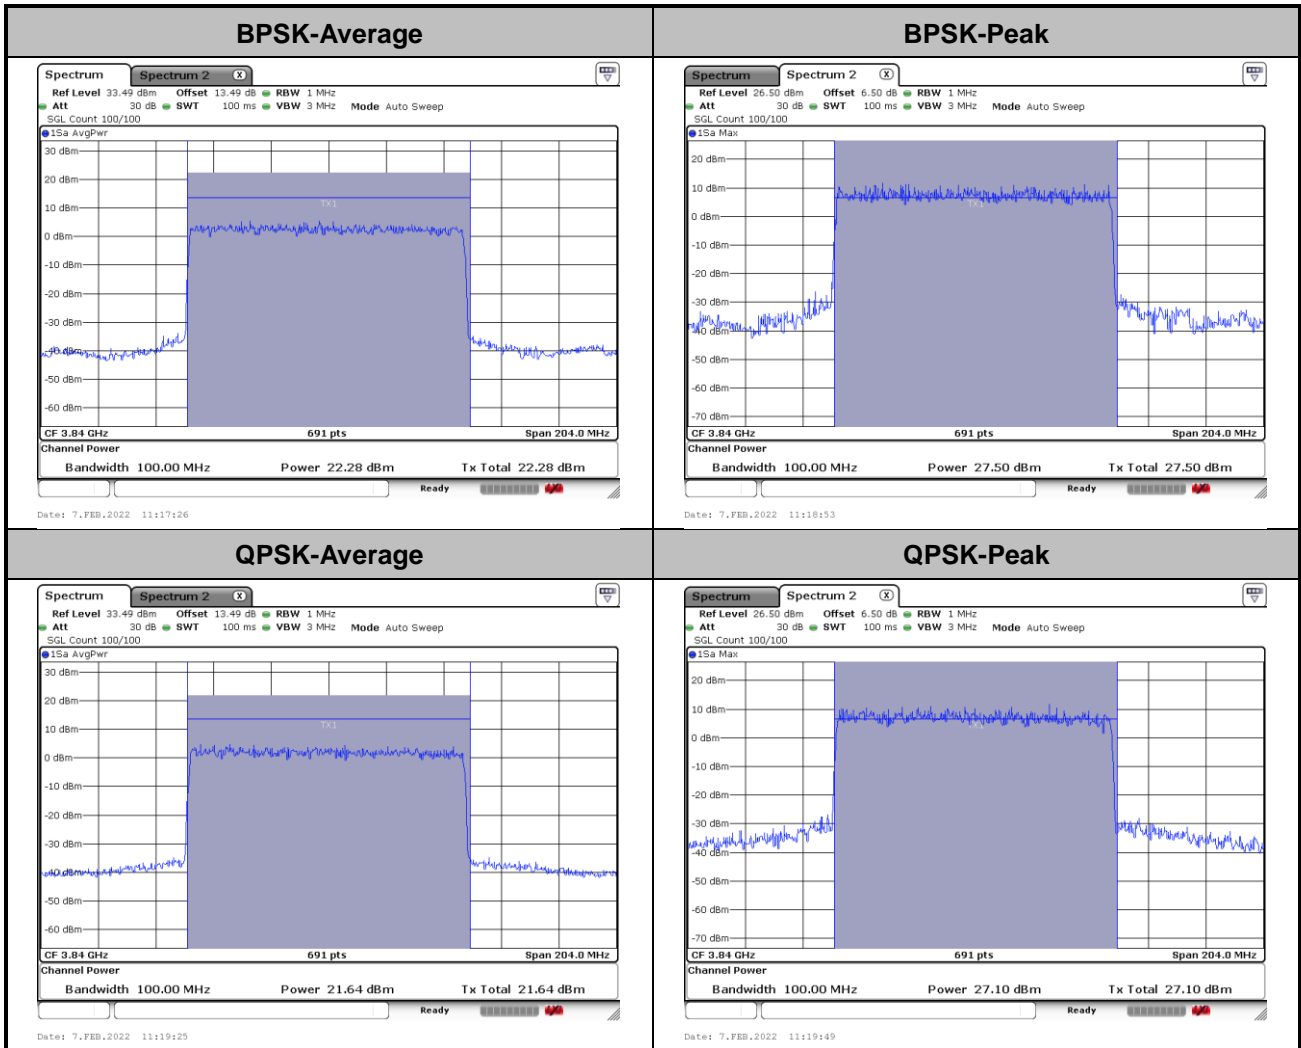 BPSK-Average
BPSK-Peak
Spectrum Spectrum 2 X
Ref Level 33.49 dBm Offset 13.49 dB RBW 1 MHz
Att 30 dB SWT 100 ms VBW 3 MHz Mode Auto Sweep
SGL Count 100/100
1Sa AvgPwr
30 dBm
20 dBm
TX1
10 dBm
0 dBm
-10 dBm
-20 dBm
-30 dBm
-40 dBm
-50 dBm
-60 dBm
CF 3.84 GHz 691 pts Span 204.0 MHz
Channel Power
Bandwidth 100.00 MHz Power 22.28 dBm Tx Total 22.28 dBm
Ready
Date: 7.FEB.2022 11:17:26
Spectrum Spectrum 2 X
Ref Level 26.50 dBm Offset 6.50 dB RBW 1 MHz
Att 30 dB SWT 100 ms VBW 3 MHz Mode Auto Sweep
SGL Count 100/100
1Sa Max
20 dBm
10 dBm
TX1
0 dBm
-10 dBm
-20 dBm
-30 dBm
-40 dBm
-50 dBm
-60 dBm
-70 dBm
CF 3.84 GHz 691 pts Span 204.0 MHz
Channel Power
Bandwidth 100.00 MHz Power 27.50 dBm Tx Total 27.50 dBm
Ready
Date: 7.FEB.2022 11:18:53
QPSK-Average
QPSK-Peak
Spectrum Spectrum 2 X
Ref Level 33.49 dBm Offset 13.49 dB RBW 1 MHz
Att 30 dB SWT 100 ms VBW 3 MHz Mode Auto Sweep
SGL Count 100/100
1Sa AvgPwr
30 dBm
20 dBm
TX1
10 dBm
0 dBm
-10 dBm
-20 dBm
-30 dBm
-40 dBm
-50 dBm
-60 dBm
CF 3.84 GHz 691 pts Span 204.0 MHz
Channel Power
Bandwidth 100.00 MHz Power 21.64 dBm Tx Total 21.64 dBm
Ready
Date: 7.FEB.2022 11:19:25
Spectrum Spectrum 2 X
Ref Level 26.50 dBm Offset 6.50 dB RBW 1 MHz
Att 30 dB SWT 100 ms VBW 3 MHz Mode Auto Sweep
SGL Count 100/100
1Sa Max
20 dBm
10 dBm
0 dBm
-10 dBm
-20 dBm
-30 dBm
-40 dBm
-50 dBm
-60 dBm
-70 dBm
CF 3.84 GHz 691 pts Span 204.0 MHz
Channel Power
Bandwidth 100.00 MHz Power 27.10 dBm Tx Total 27.10 dBm
Ready
Date: 7.FEB.2022 11:19:49